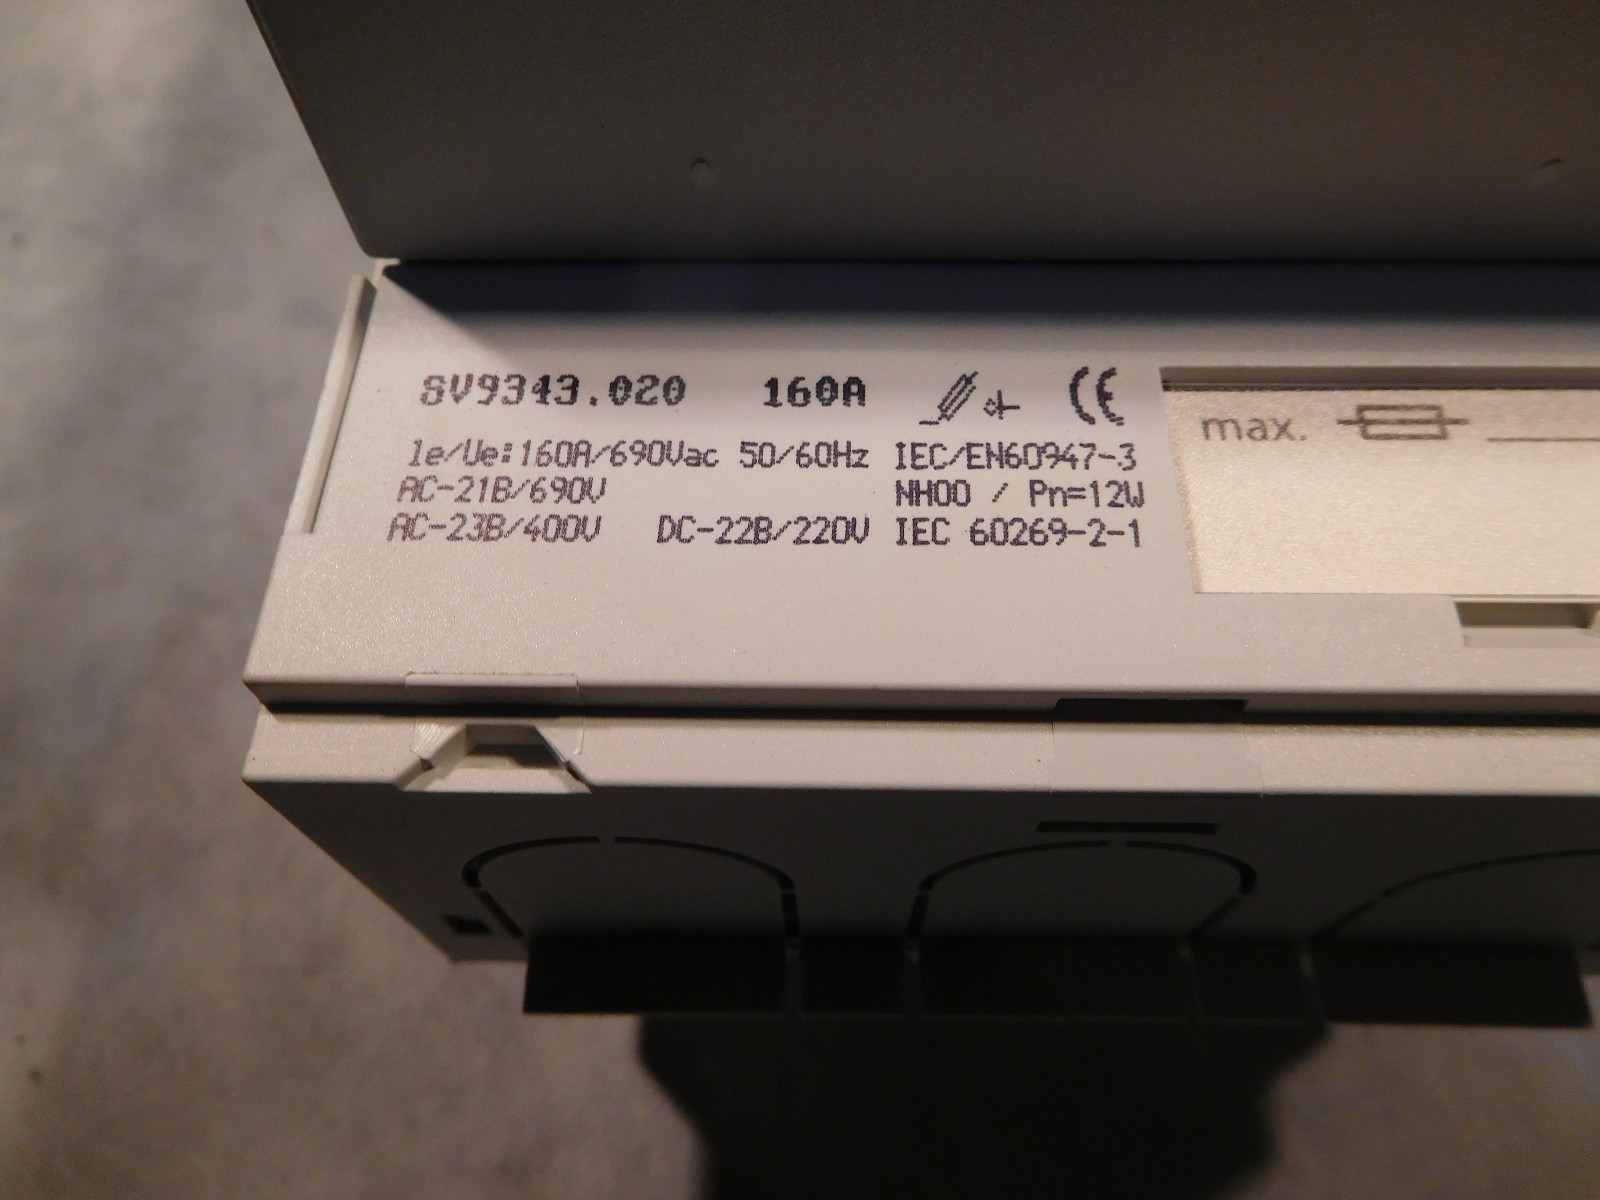 SV9343.020 160A CE
Ie/Ue:160A/690Vac 50/60Hz IEC/EN60947-3
AC-21B/690V NH00 / Pn=12W
AC-23B/400V DC-22B/220V IEC 60269-2-1
max.